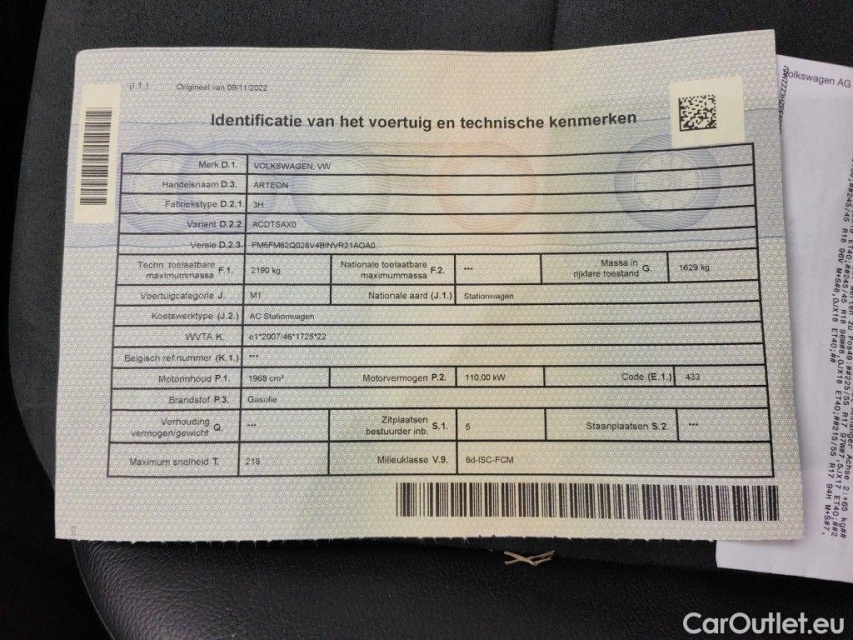 (I.1.) Origineel van 09/11/2022
Identificatie van het voertuig en technische kenmerken
Merk D.1. VOLKSWAGEN, VW
Handelsnaam D.3. ARTEON
Fabriekstype D.2.1. 3H
Variant D.2.2. ACDTSAX0
Versie D.2.3.
Techn. toelaatbare maximummassa F.1. 2190 kg Nationale toelaatbare maximummassa F.2. *** Massa in rijklare toestand G. 1629 kg
Voertuigcategorie J. M1 Nationale aard (J.1.) Stationwagen
Koetswerktype (J.2.) AC Stationwagen
WVTA K. e1*2007/46*1725*22
Belgisch ref.nummer (K.1.) ***
Motorinhoud P.1. 1968 cm³ Motorvermogen P.2. 110,00 kW Code (E.1.) 433
Brandstof P.3. Gasolie
Verhouding vermogen/gewicht Q. *** Zitplaatsen bestuurder inb. S.1. 5 Staanplaatsen S.2. ***
Maximum snelheid T. 218 Milieuklasse V.9. 6d-ISC-FCM
Volkswagen AG
CarOutlet.eu